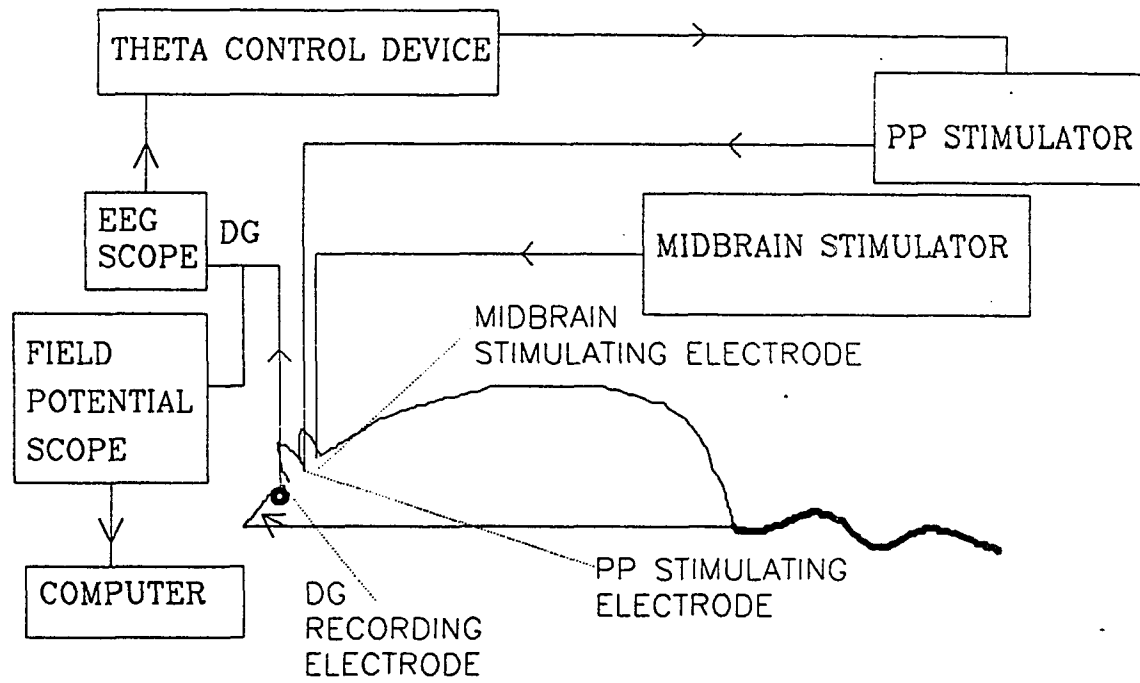 THETA CONTROL DEVICE
PP STIMULATOR
EEG
SCOPE
DG
MIDBRAIN STIMULATOR
MIDBRAIN
STIMULATING ELECTRODE
FIELD
POTENTIAL
SCOPE
COMPUTER
PP STIMULATING
ELECTRODE
DG
RECORDING
ELECTRODE